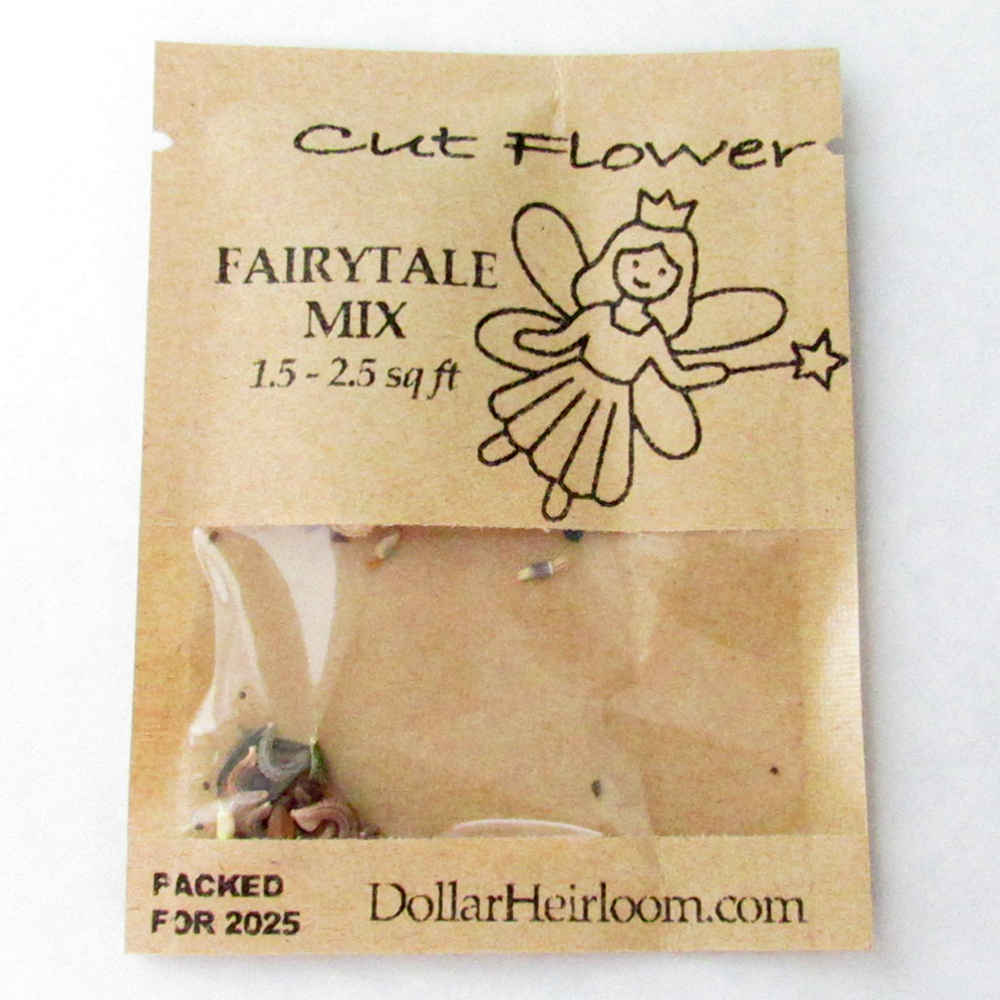 Cut Flower
FAIRYTALE
MIX
1.5 - 2.5 sq ft
PACKED
FOR 2025
DollarHeirloom.com